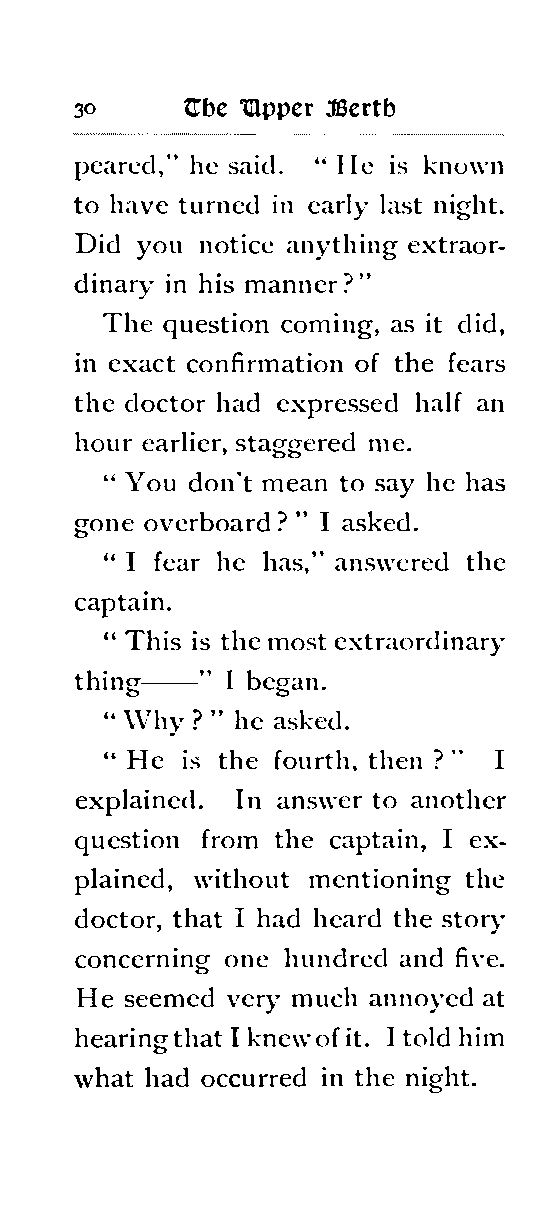 30 The Upper Berth
peared," he said. "He is known
to have turned in early last night.
Did you notice anything extraor-
dinary in his manner?"
The question coming, as it did,
in exact confirmation of the fears
the doctor had expressed half an
hour earlier, staggered me.
"You don't mean to say he has
gone overboard?" I asked.
"I fear he has," answered the
captain.
"This is the most extraordinary
thing——" I began.
"Why?" he asked.
"He is the fourth, then?" I
explained. In answer to another
question from the captain, I ex-
plained, without mentioning the
doctor, that I had heard the story
concerning one hundred and five.
He seemed very much annoyed at
hearing that I knew of it. I told him
what had occurred in the night.